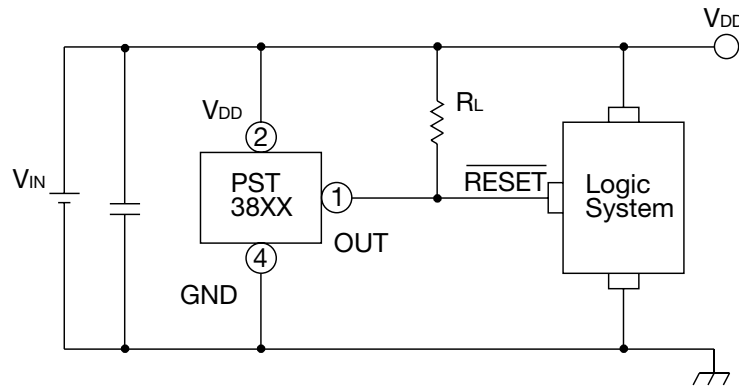 VDD
VDD
RL
2
VIN
PST
38XX
1
RESET
Logic
System
OUT
4
GND